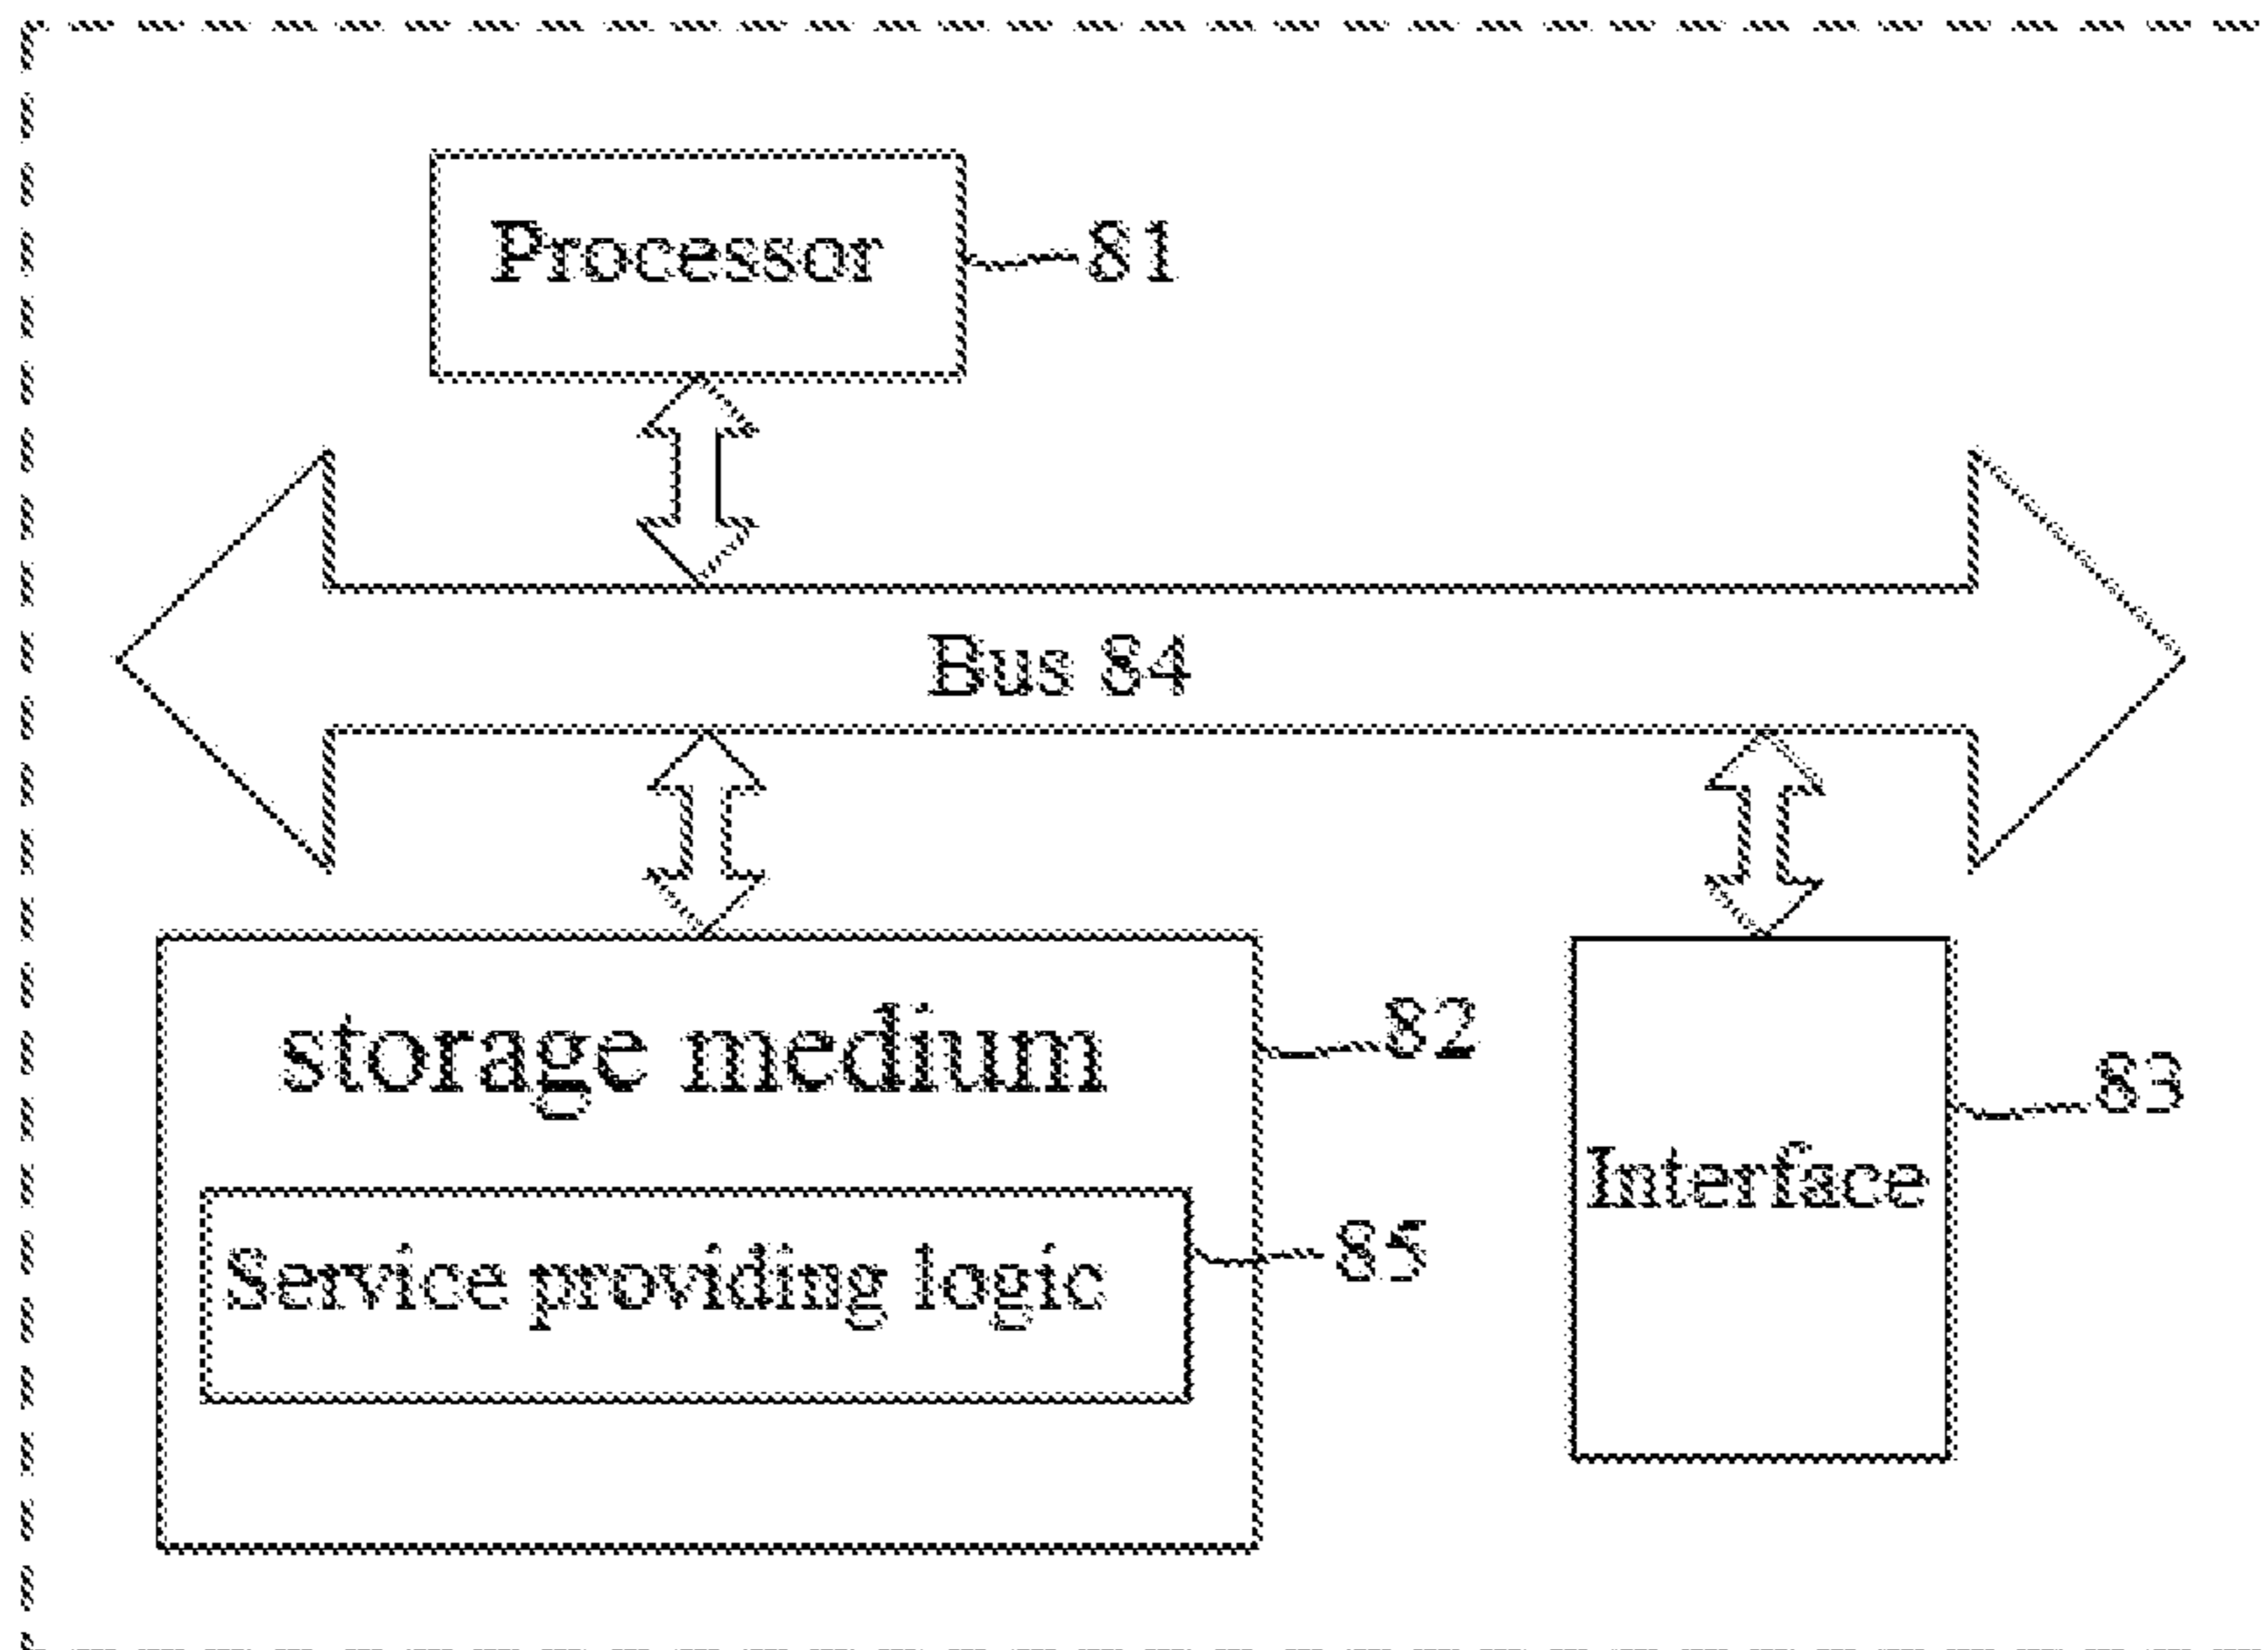 Processor
81
Bus 84
storage medium
82
83
Interface
Service providing logic
85